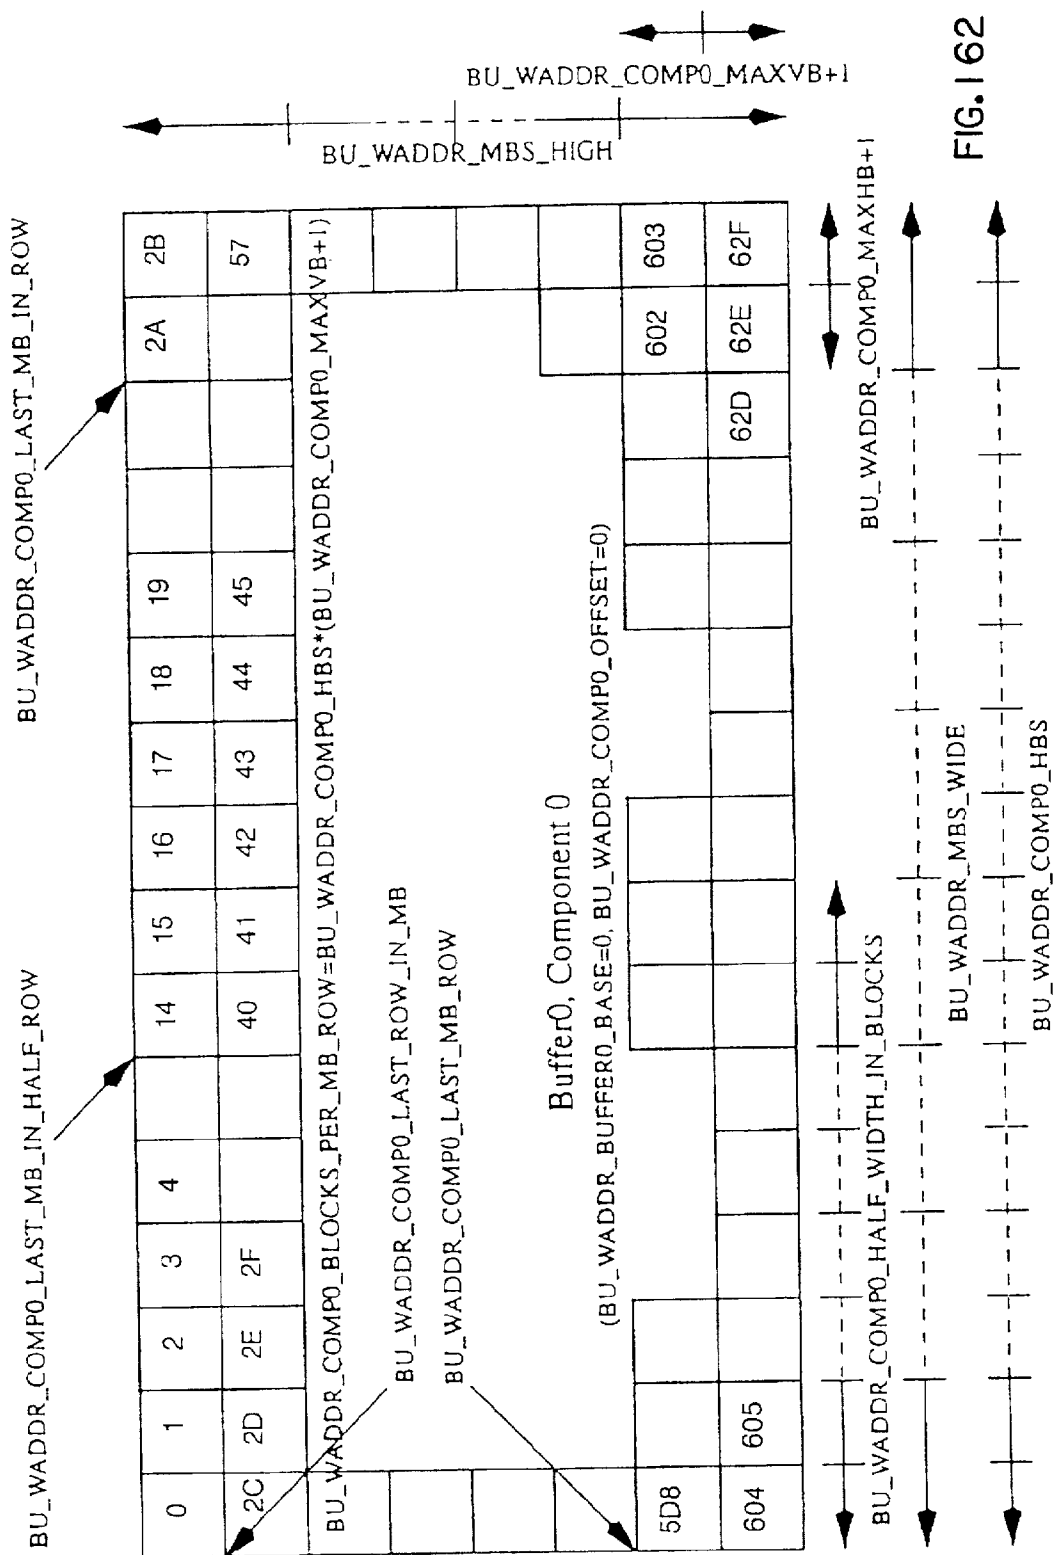 BU_WADDR_COMP0_LAST_MB_IN_HALF_ROW
BU_WADDR_COMP0_LAST_MB_IN_ROW
0 1 2 3 4 14 15 16 17 18 19 2A 2B
2C 2D 2E 2F 40 41 42 43 44 45 57
BU_WADDR_MBS_HIGH
BU_WADDR_COMP0_BLOCKS_PER_MB_ROW=BU_WADDR_COMP0_HBS*(BU_WADDR_COMP0_MAXVB+1)
BU_WADDR_COMP0_LAST_ROW_IN_MB
BU_WADDR_COMP0_LAST_MB_ROW
BU_WADDR_COMP0_MAXVB+1
Buffer0, Component 0
(BU_WADDR_BUFFER0_BASE=0, BU_WADDR_COMP0_OFFSET=0)
5D8 602 603
604 605 62D 62E 62F
BU_WADDR_COMP0_HALF_WIDTH_IN_BLOCKS
BU_WADDR_COMP0_MAXHB+1
BU_WADDR_MBS_WIDE
BU_WADDR_COMP0_HBS
FIG.162